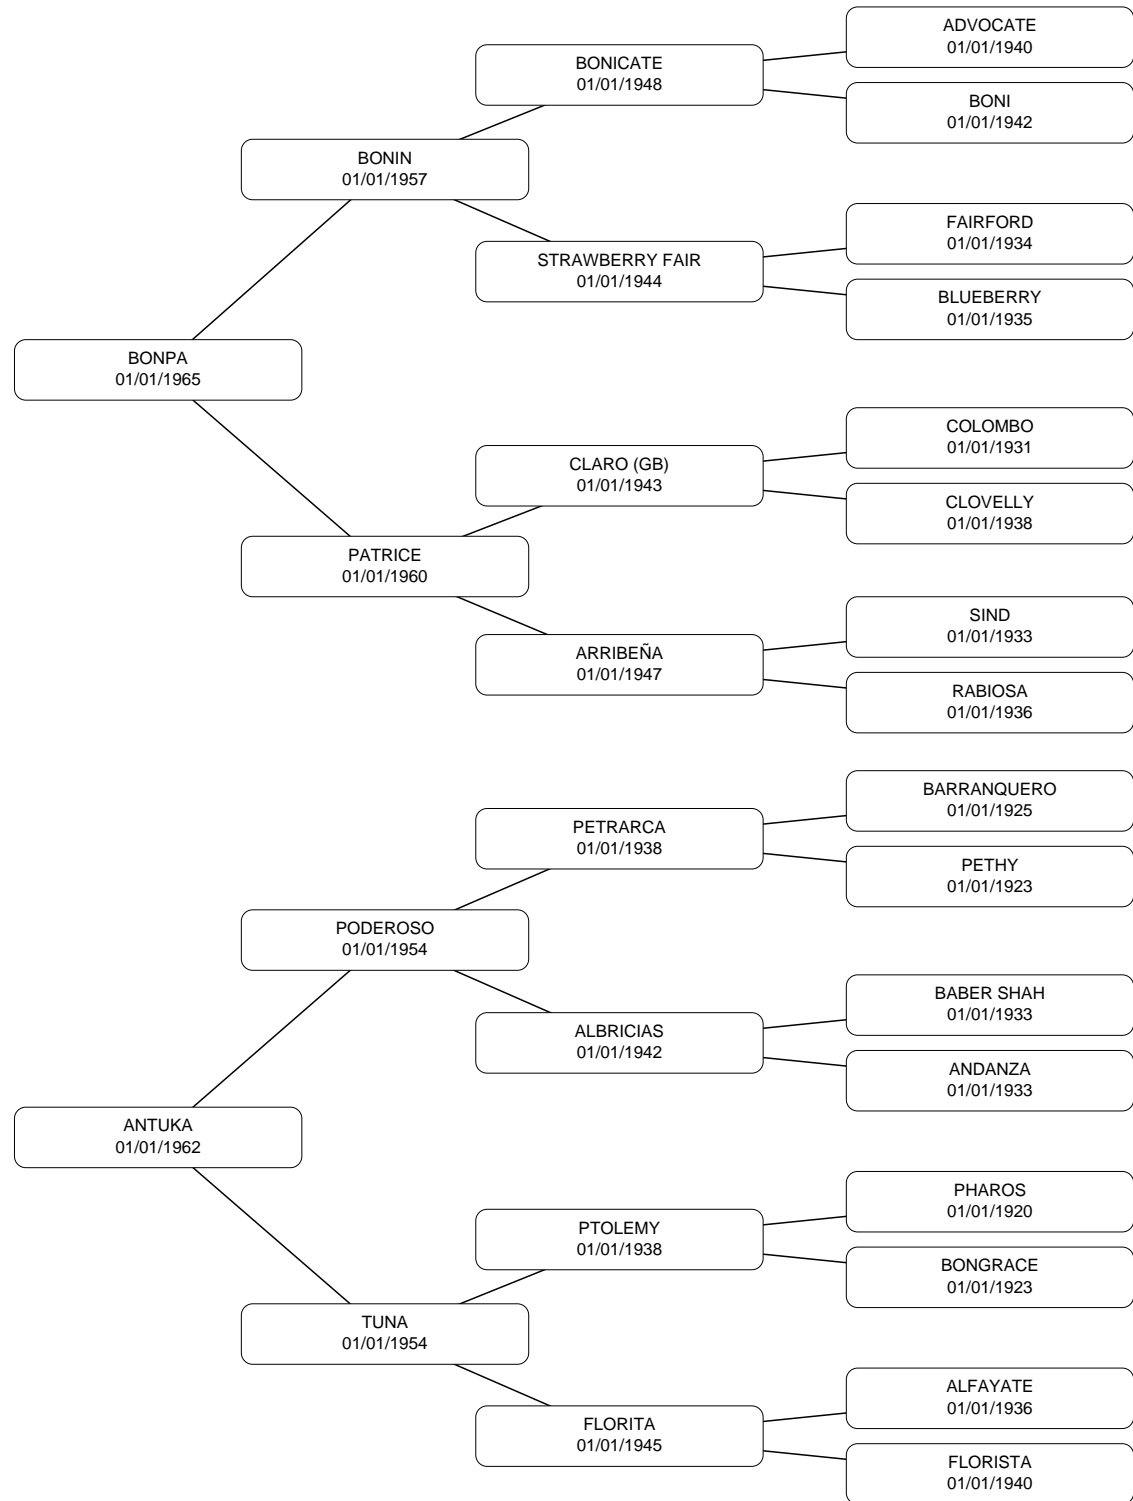 ADVOCATE
01/01/1940
BONICATE
01/01/1948
BONI
01/01/1942
BONIN
01/01/1957
FAIRFORD
01/01/1934
STRAWBERRY FAIR
01/01/1944
BLUEBERRY
01/01/1935
BONPA
01/01/1965
COLOMBO
01/01/1931
CLARO (GB)
01/01/1943
CLOVELLY
01/01/1938
PATRICE
01/01/1960
SIND
01/01/1933
ARRIBEÑA
01/01/1947
RABIOSA
01/01/1936
BARRANQUERO
01/01/1925
PETRARCA
01/01/1938
PETHY
01/01/1923
PODEROSO
01/01/1954
BABER SHAH
01/01/1933
ALBRICIAS
01/01/1942
ANDANZA
01/01/1933
ANTUKA
01/01/1962
PHAROS
01/01/1920
PTOLEMY
01/01/1938
BONGRACE
01/01/1923
TUNA
01/01/1954
ALFAYATE
01/01/1936
FLORITA
01/01/1945
FLORISTA
01/01/1940